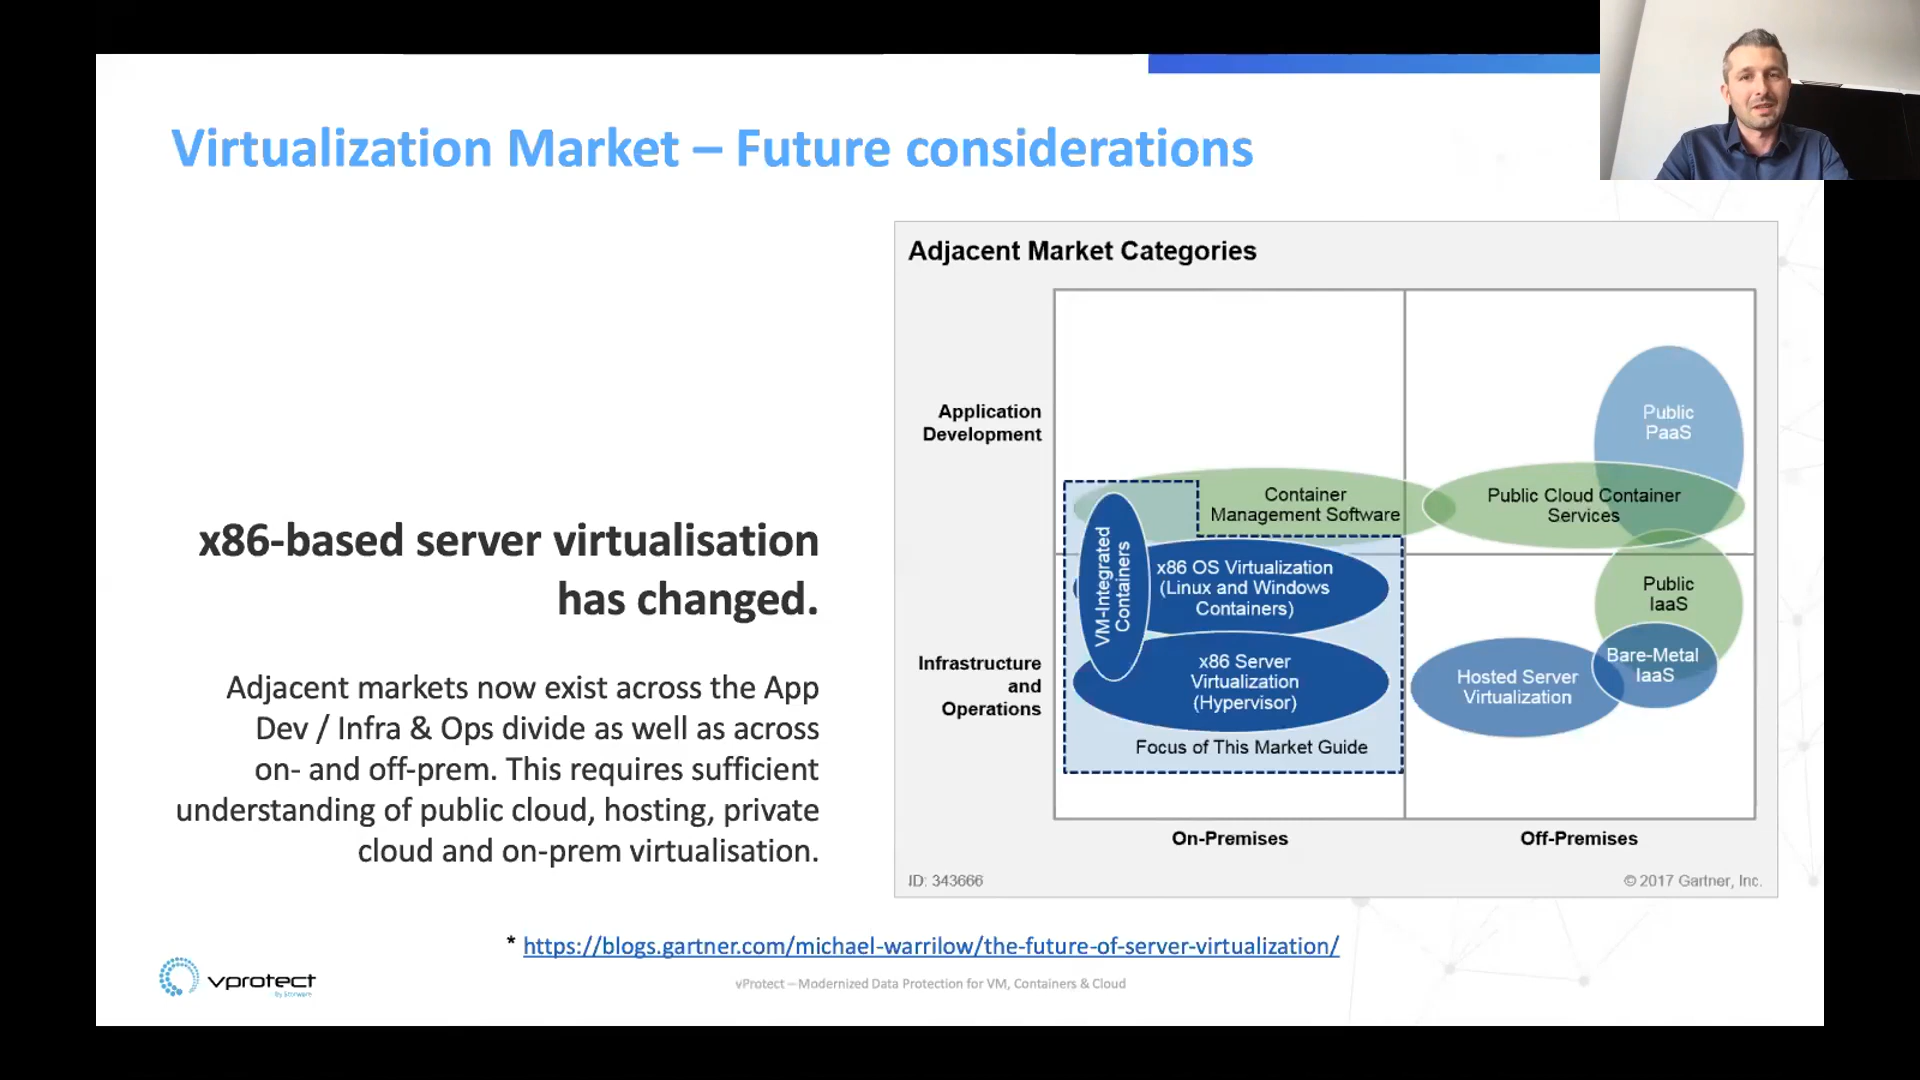 Virtualization Market – Future considerations
x86-based server virtualisation
has changed.
Adjacent markets now exist across the App
Dev / Infra & Ops divide as well as across
on- and off-prem. This requires sufficient
understanding of public cloud, hosting, private
cloud and on-prem virtualisation.
Adjacent Market Categories
Application
Development
Infrastructure
and
Operations
Container
Management Software
VM-Integrated
Containers
x86 OS Virtualization
(Linux and Windows
Containers)
x86 Server
Virtualization
(Hypervisor)
Focus of This Market Guide
Public
PaaS
Public Cloud Container
Services
Public
IaaS
Bare-Metal
IaaS
Hosted Server
Virtualization
On-Premises
Off-Premises
ID: 343666
© 2017 Gartner, Inc.
* https://blogs.gartner.com/michael-warrilow/the-future-of-server-virtualization/
vprotect
by Storware
vProtect – Modernized Data Protection for VM, Containers & Cloud